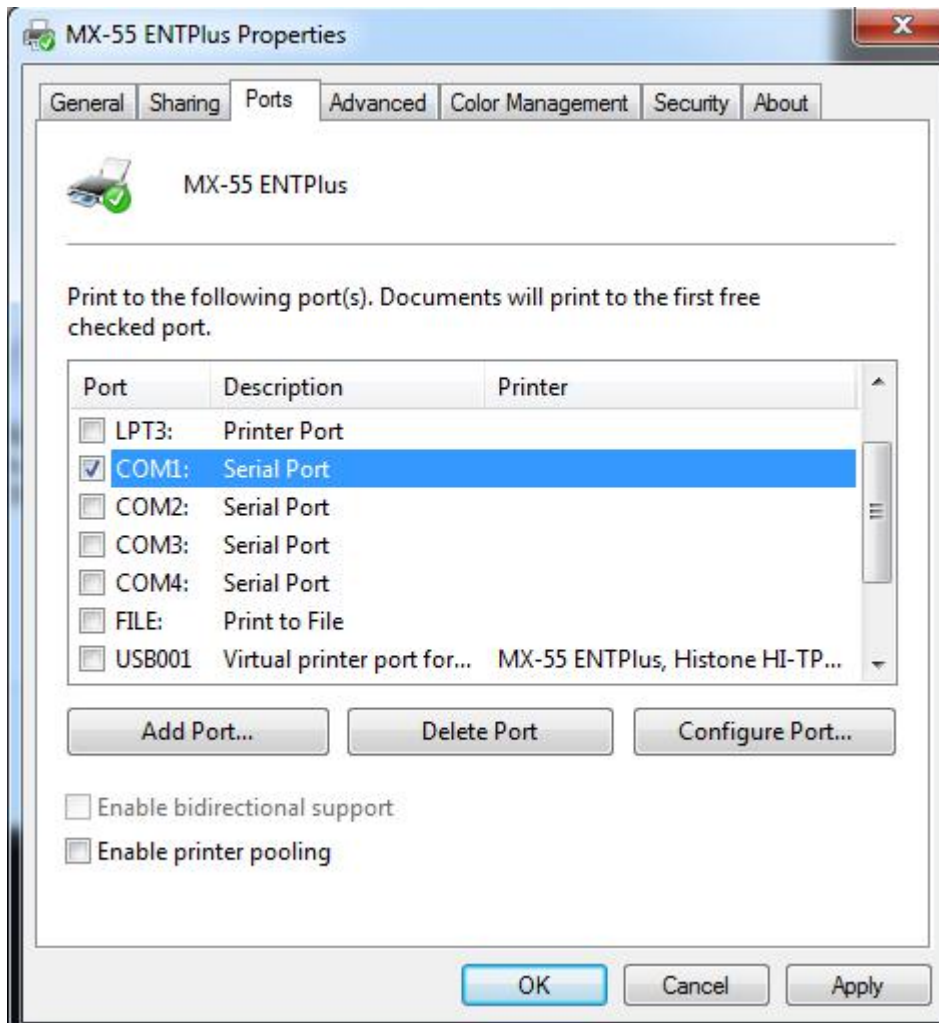 MX-55 ENTPlus Properties
General Sharing Ports Advanced Color Management Security About
MX-55 ENTPlus
Print to the following port(s). Documents will print to the first free
checked port.
Port Description Printer
LPT3: Printer Port
COM1: Serial Port
COM2: Serial Port
COM3: Serial Port
COM4: Serial Port
FILE: Print to File
USB001 Virtual printer port for... MX-55 ENTPlus, Histone HI-TP...
Add Port... Delete Port Configure Port...
Enable bidirectional support
Enable printer pooling
OK Cancel Apply